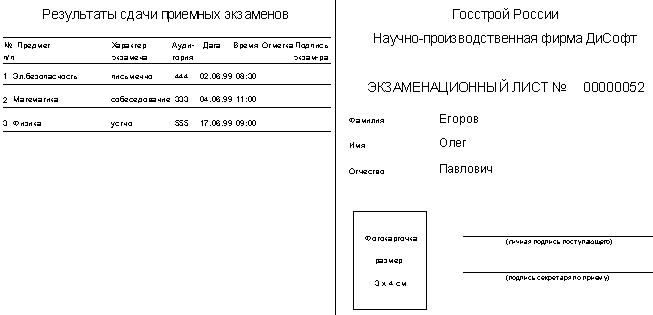 Результаты сдачи приемных экзаменов
№ Предмет Характер Ауди- Дата Время Отметка Подпись
п/п экзамена тория экзам-ра
1 Эл.безопасность письменно 444 02.06.99 08:30
2 Математика собеседование 333 04.06.99 11:00
3 Физика устно 555 17.06.99 09:00
Госстрой России
Научно-производственная фирма ДиСофт
ЭКЗАМЕНАЦИОННЫЙ ЛИСТ № 00000052
Фамилия Егоров
Имя Олег
Отчество Павлович
Фотокарточка
размер
3 х 4 см
(личная подпись поступающего)
(подпись секретаря по приему)